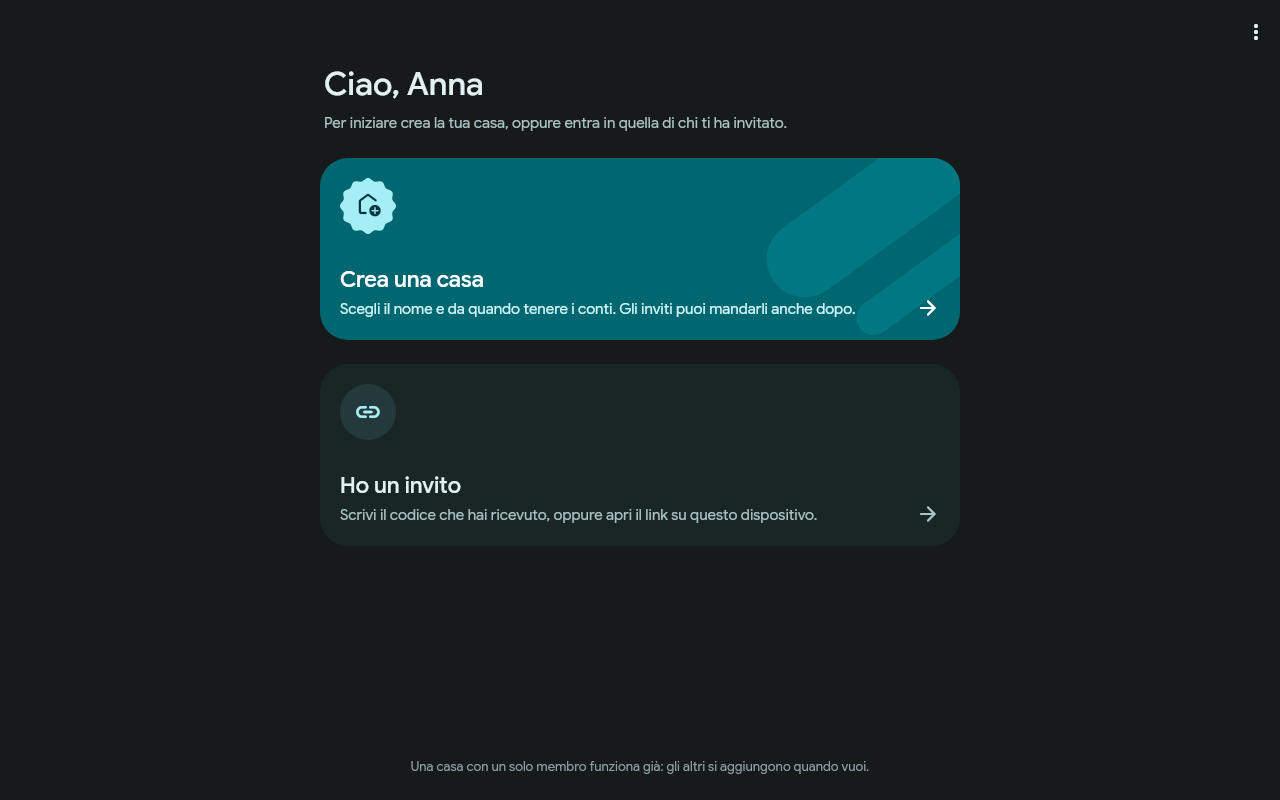 Ciao, Anna
Per iniziare crea la tua casa, oppure entra in quella di chi ti ha invitato.
Crea una casa
Scegli il nome e da quando tenere i conti. Gli inviti puoi mandarli anche dopo.
Ho un invito
Scrivi il codice che hai ricevuto, oppure apri il link su questo dispositivo.
Una casa con un solo membro funziona già: gli altri si aggiungono quando vuoi.